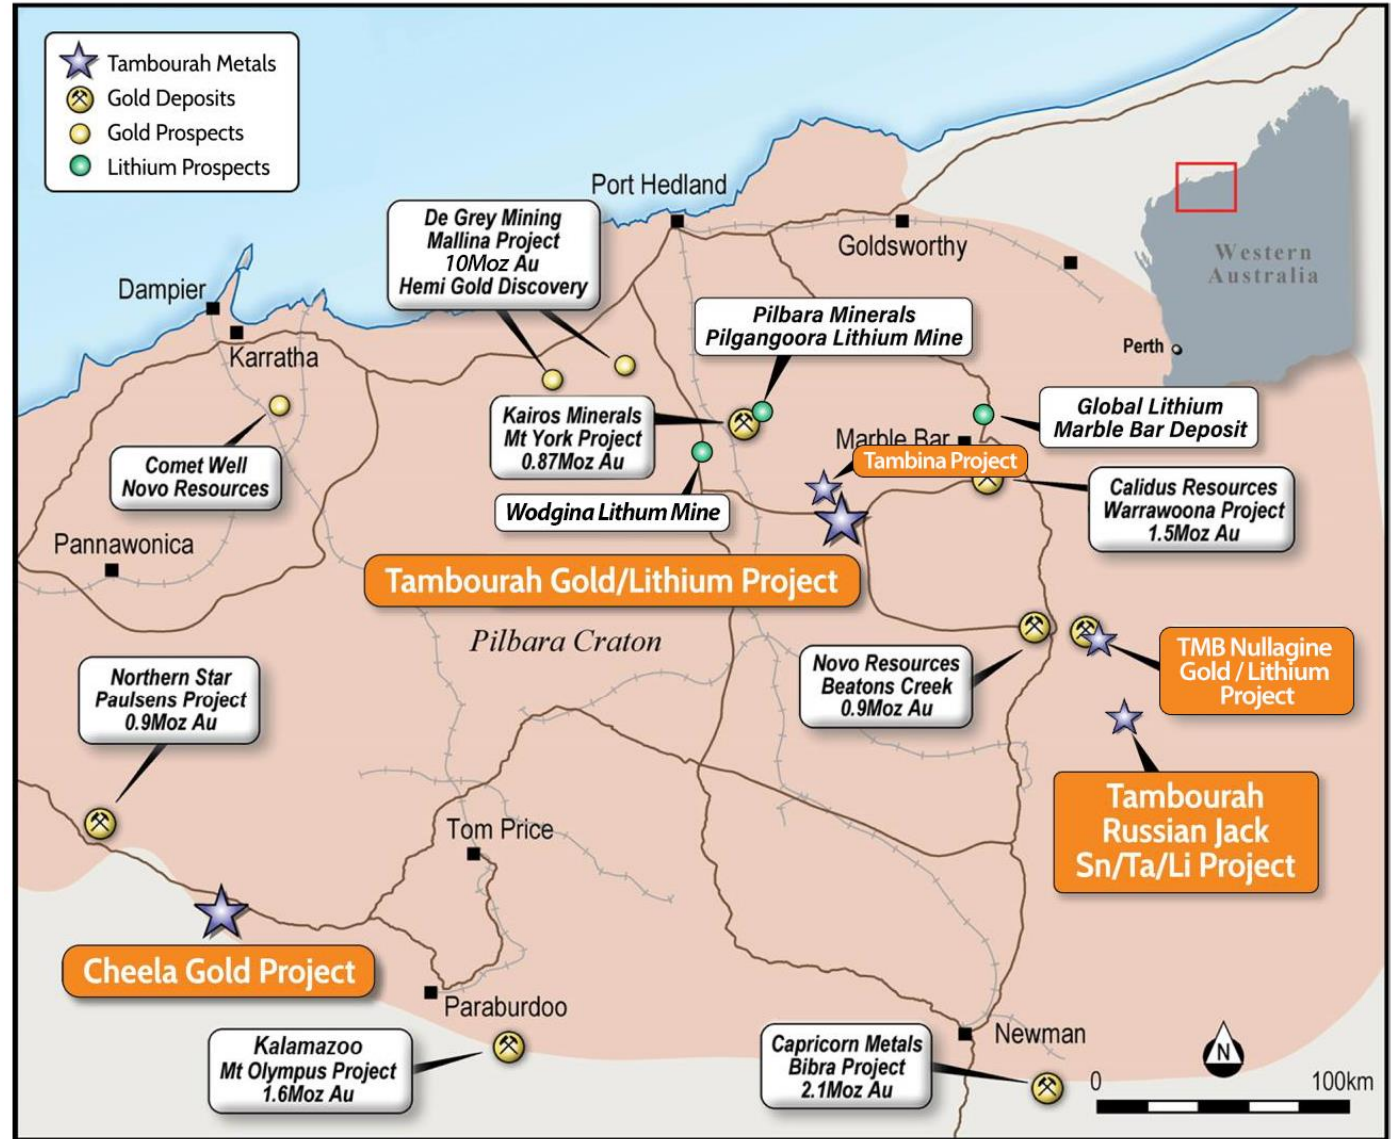 Tambourah Metals
Gold Deposits
Gold Prospects
Lithium Prospects
Port Hedland
De Grey Mining
Mallina Project
10Moz Au
Hemi Gold Discovery
Goldsworthy
Western
Australia
Dampier
Karratha
Pilbara Minerals
Pilgangoora Lithium Mine
Perth
Kairos Minerals
Mt York Project
0.87Moz Au
Global Lithium
Marble Bar Deposit
Marble Bar
Tambina Project
Comet Well
Novo Resources
Wodgina Lithum Mine
Calidus Resources
Warrawoona Project
1.5Moz Au
Pannawonica
Tambourah Gold/Lithium Project
Pilbara Craton
Novo Resources
Beatons Creek
0.9Moz Au
TMB Nullagine
Gold / Lithium
Project
Northern Star
Paulsens Project
0.9Moz Au
Tambourah
Russian Jack
Sn/Ta/Li Project
Tom Price
Cheela Gold Project
Paraburdoo
Kalamazoo
Mt Olympus Project
1.6Moz Au
Capricorn Metals
Bibra Project
2.1Moz Au
Newman
N
0 100km